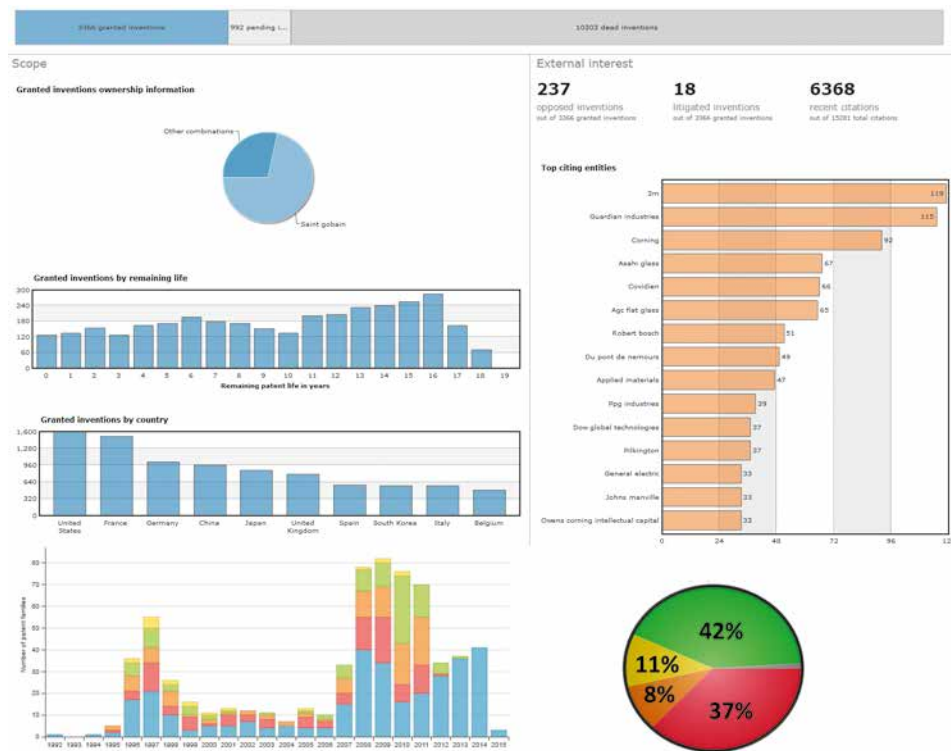 3366 granted inventions
992 pending i...
10303 dead inventions
Scope
Granted inventions ownership information
Other combinations
Saint gobain
Granted inventions by remaining life
300
240
180
120
60
0
0 1 2 3 4 5 6 7 8 9 10 11 12 13 14 15 16 17 18 19
Remaining patent life in years
Granted inventions by country
1,600
1,280
960
640
320
0
United States
France
Germany
China
Japan
United Kingdom
Spain
South Korea
Italy
Belgium
External interest
237
opposed inventions
out of 3366 granted inventions
18
litigated inventions
out of 3366 granted inventions
6368
recent citations
out of 15281 total citations
Top citing entities
3m 119
Guardian industries 115
Corning 92
Asahi glass 67
Covidien 66
Agc flat glass 65
Robert bosch 51
Du pont de nemours 49
Applied materials 47
Ppg industries 39
Dow global technologies 37
Pilkington 37
General electric 33
Johns manville 33
Owens corning intellectual capital 33
0 24 48 72 96 12
Number of patent families
80
70
60
50
40
30
20
10
0
1992 1993 1994 1995 1996 1997 1998 1999 2000 2001 2002 2003 2004 2005 2006 2007 2008 2009 2010 2011 2012 2013 2014 2015
42%
11%
8%
37%